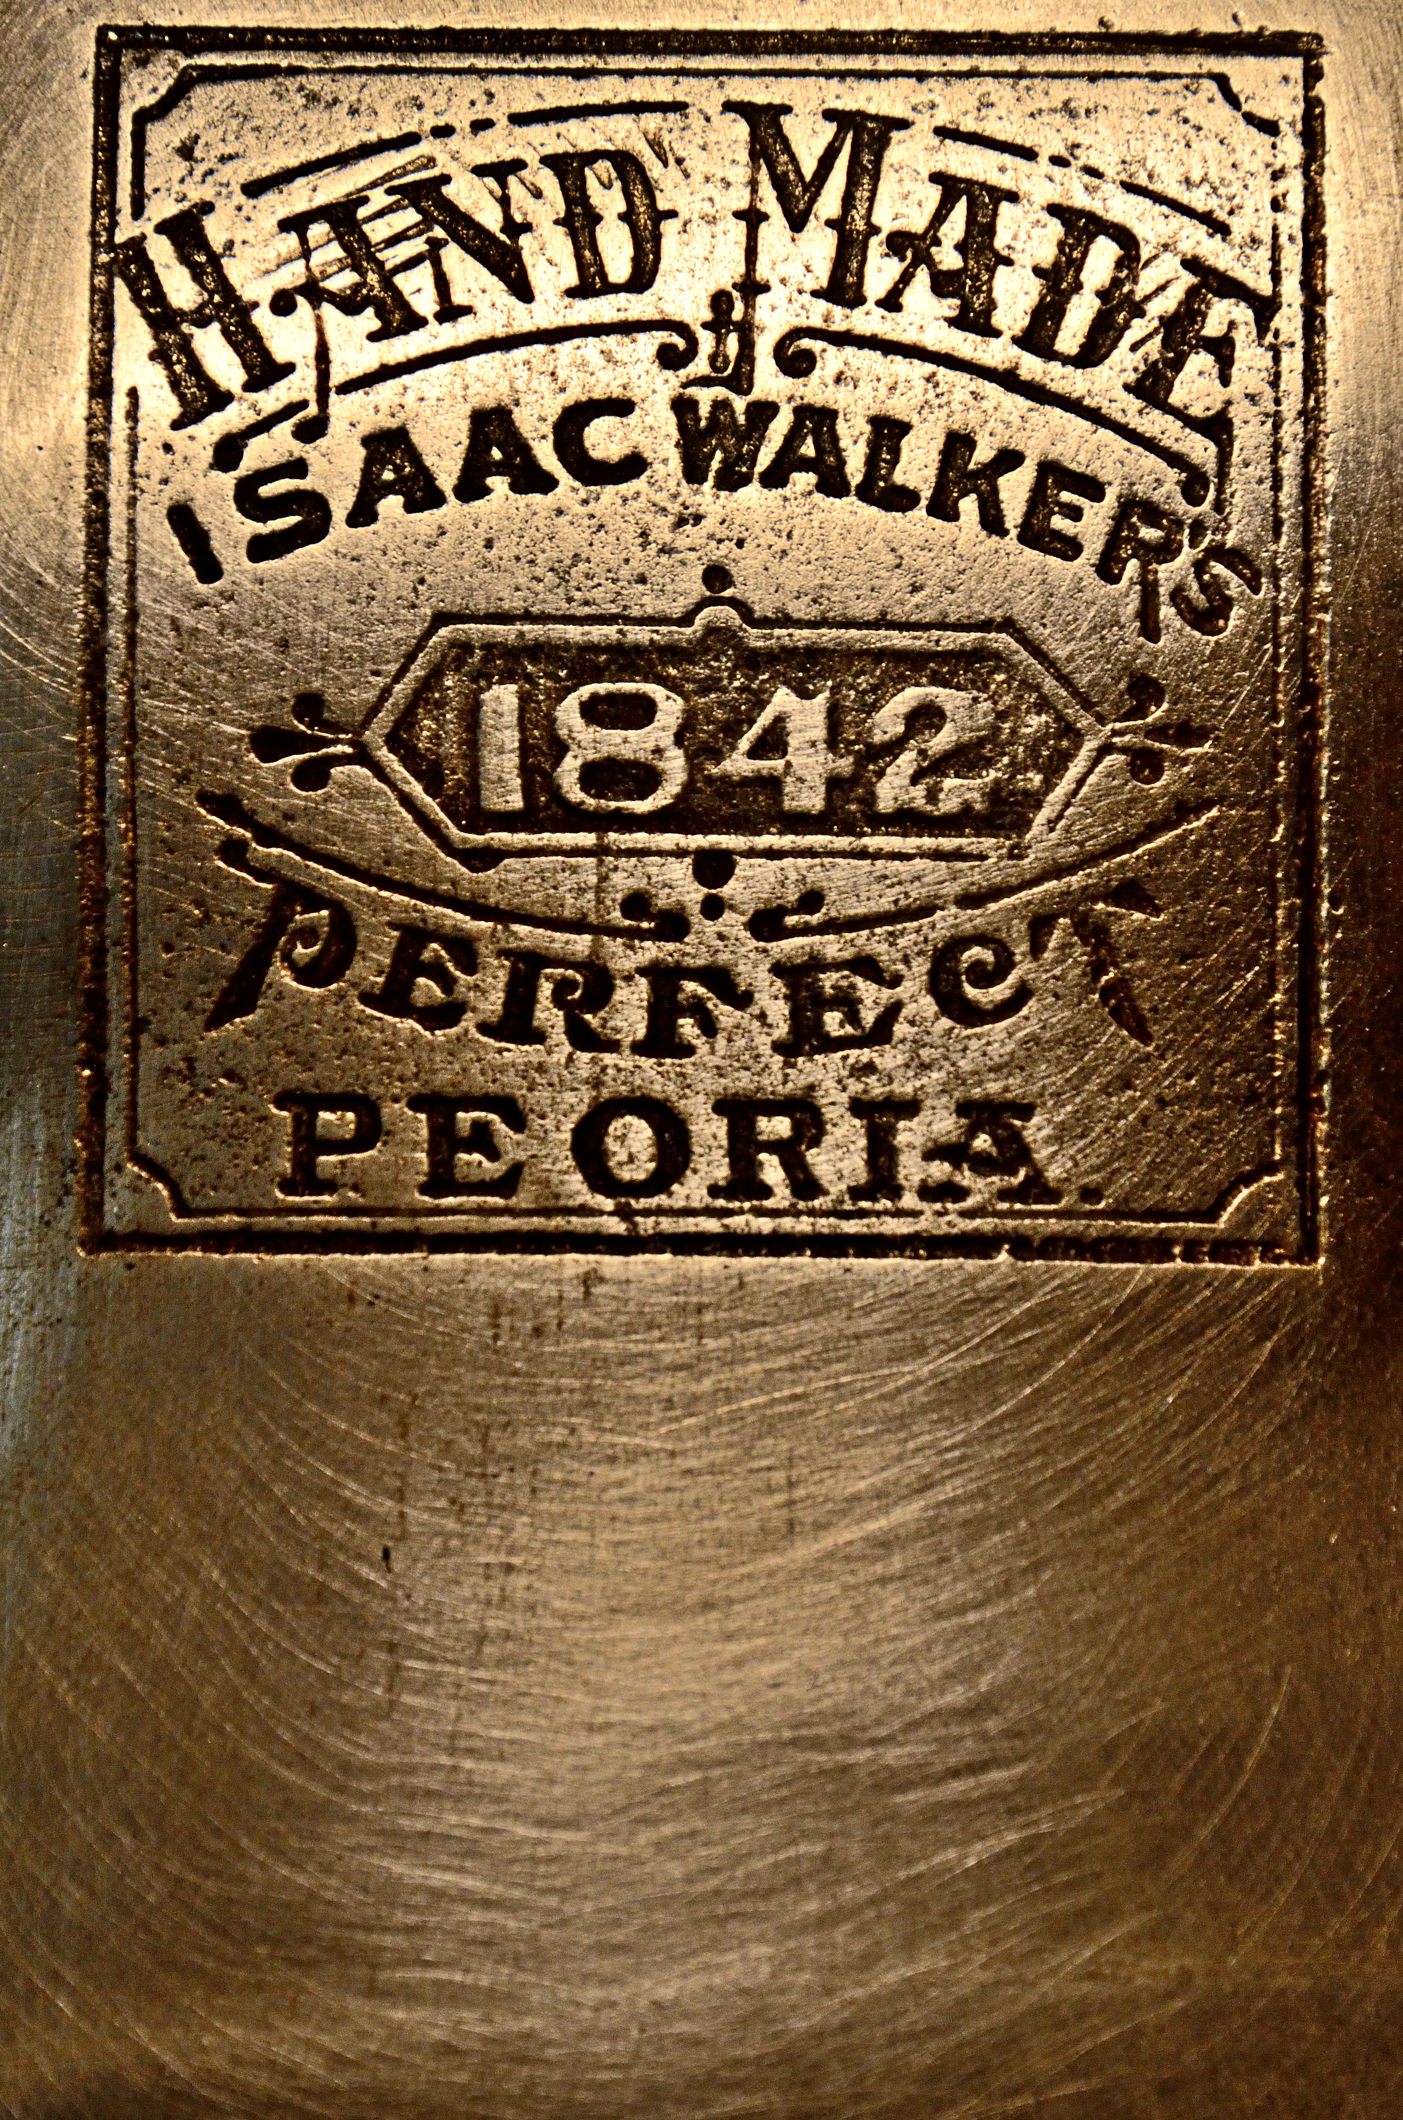 HAND MADE
ISAAC WALKER'S
1842
PERFECT
PEORIA.